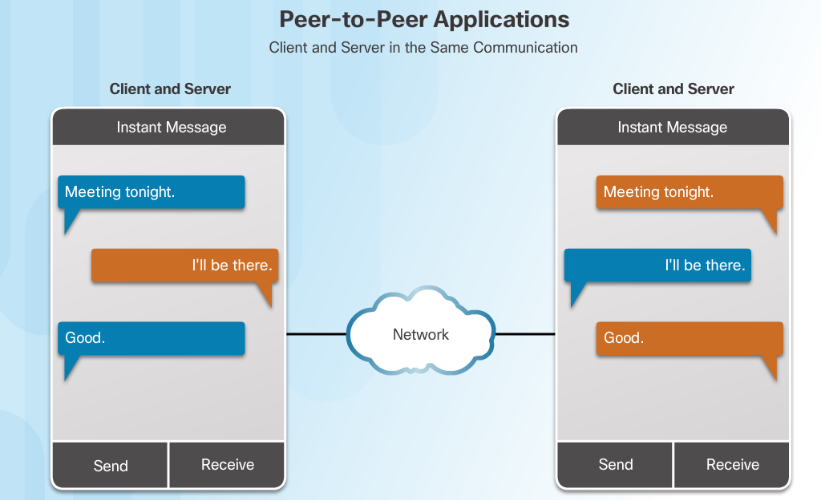 Peer-to-Peer Applications
Client and Server in the Same Communication
Client and Server
Instant Message
Meeting tonight.
I'll be there.
Good.
Send
Receive
Network
Client and Server
Instant Message
Meeting tonight.
I'll be there.
Good.
Send
Receive